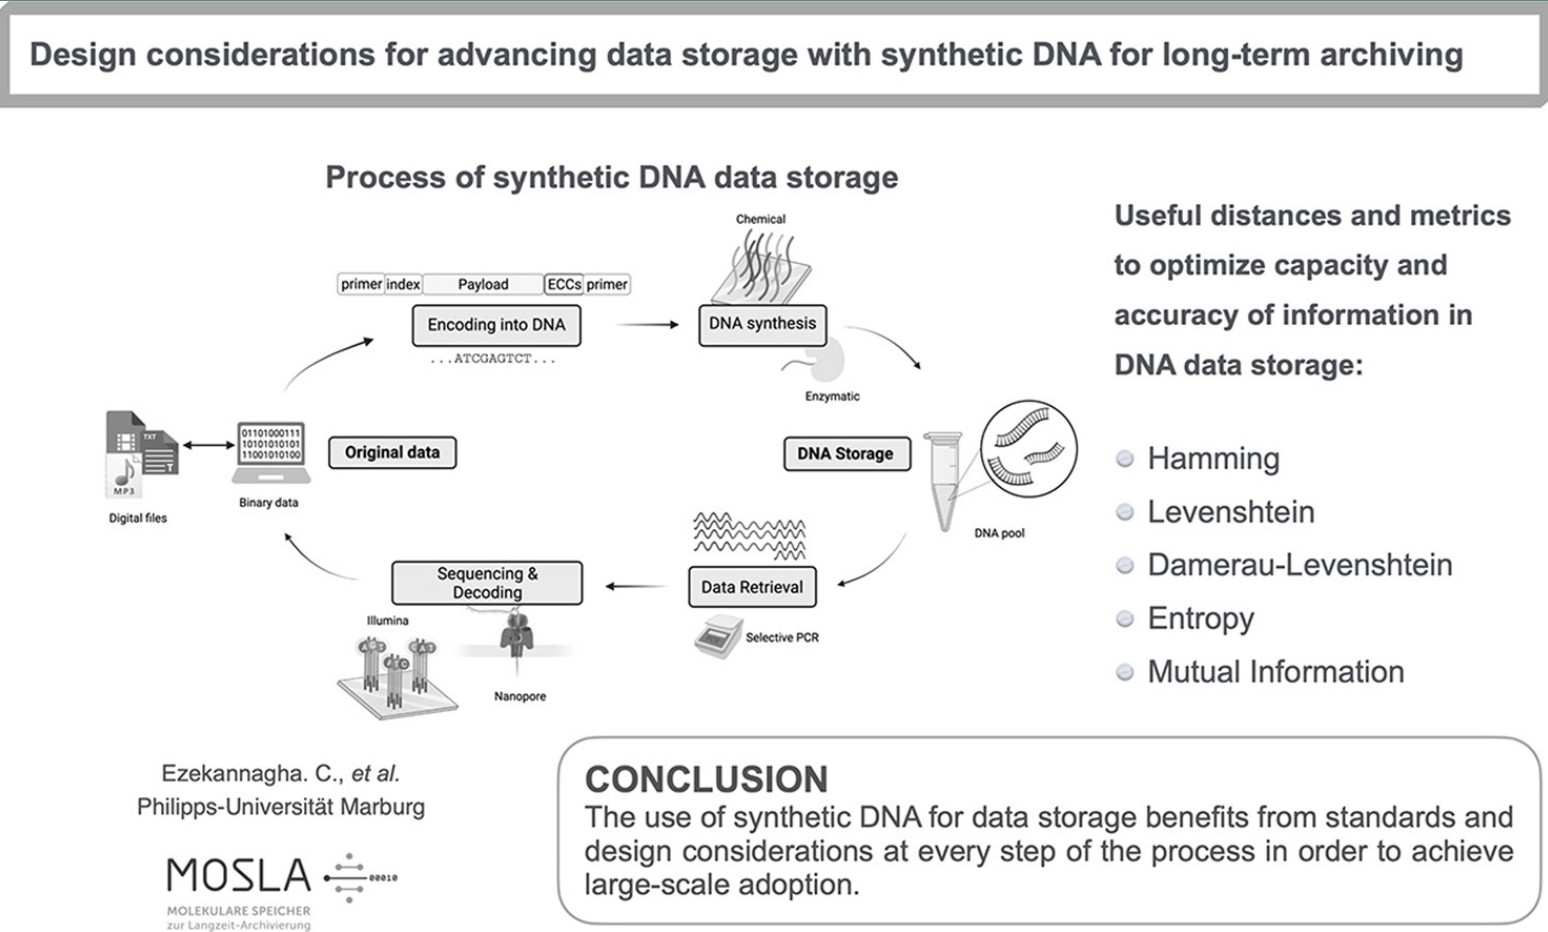 Design considerations for advancing data storage with synthetic DNA for long-term archiving
Process of synthetic DNA data storage
Chemical
primer index Payload ECCs primer
Encoding into DNA
...ATCGAGTCT...
DNA synthesis
Enzymatic
01101000111
10101010101
11001010100
TXT
T
MP3
Digital files
Binary data
Original data
DNA Storage
DNA pool
Data Retrieval
Selective PCR
Sequencing &
Decoding
Illumina
A C T
C A T
A T C
Nanopore
Useful distances and metrics
to optimize capacity and
accuracy of information in
DNA data storage:
Hamming
Levenshtein
Damerau-Levenshtein
Entropy
Mutual Information
Ezekannagha. C., et al.
Philipps-Universität Marburg
MOSLA
00010
MOLEKULARE SPEICHER
zur Langzeit-Archivierung
CONCLUSION
The use of synthetic DNA for data storage benefits from standards and
design considerations at every step of the process in order to achieve
large-scale adoption.